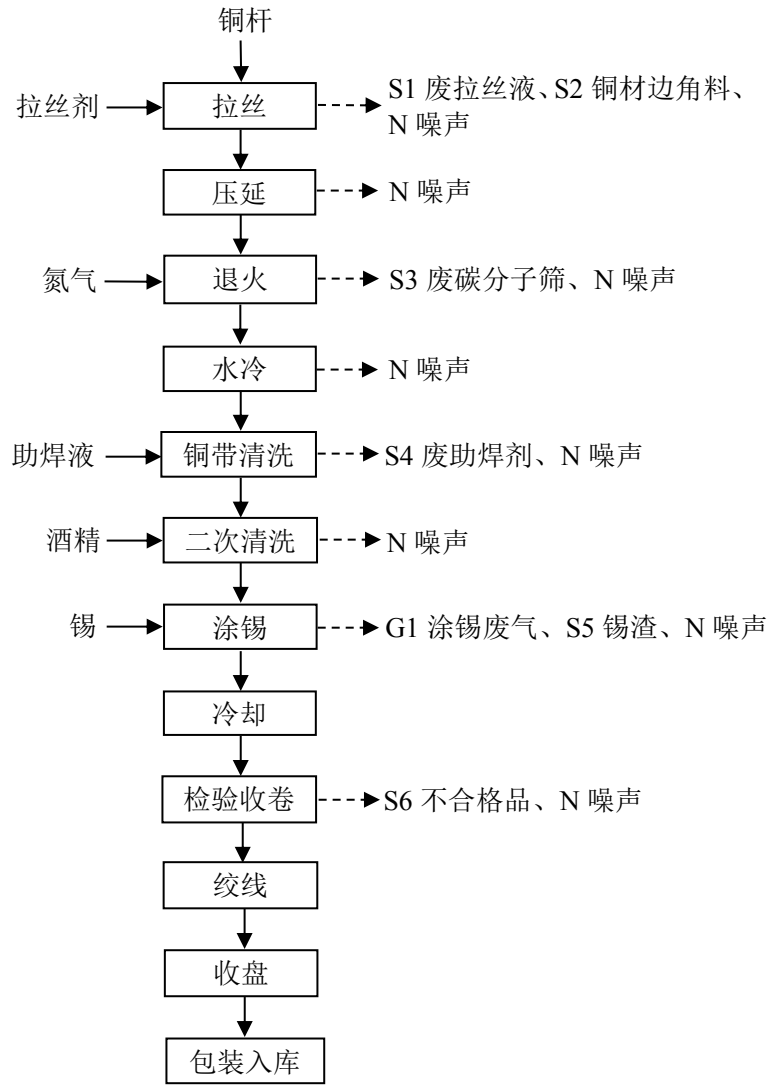 铜杆
拉丝剂
拉丝
S1 废拉丝液、S2 铜材边角料、
N 噪声
压延
N 噪声
氮气
退火
S3 废碳分子筛、N 噪声
水冷
N 噪声
助焊液
铜带清洗
S4 废助焊剂、N 噪声
酒精
二次清洗
N 噪声
锡
涂锡
G1 涂锡废气、S5 锡渣、N 噪声
冷却
检验收卷
S6 不合格品、N 噪声
绞线
收盘
包装入库